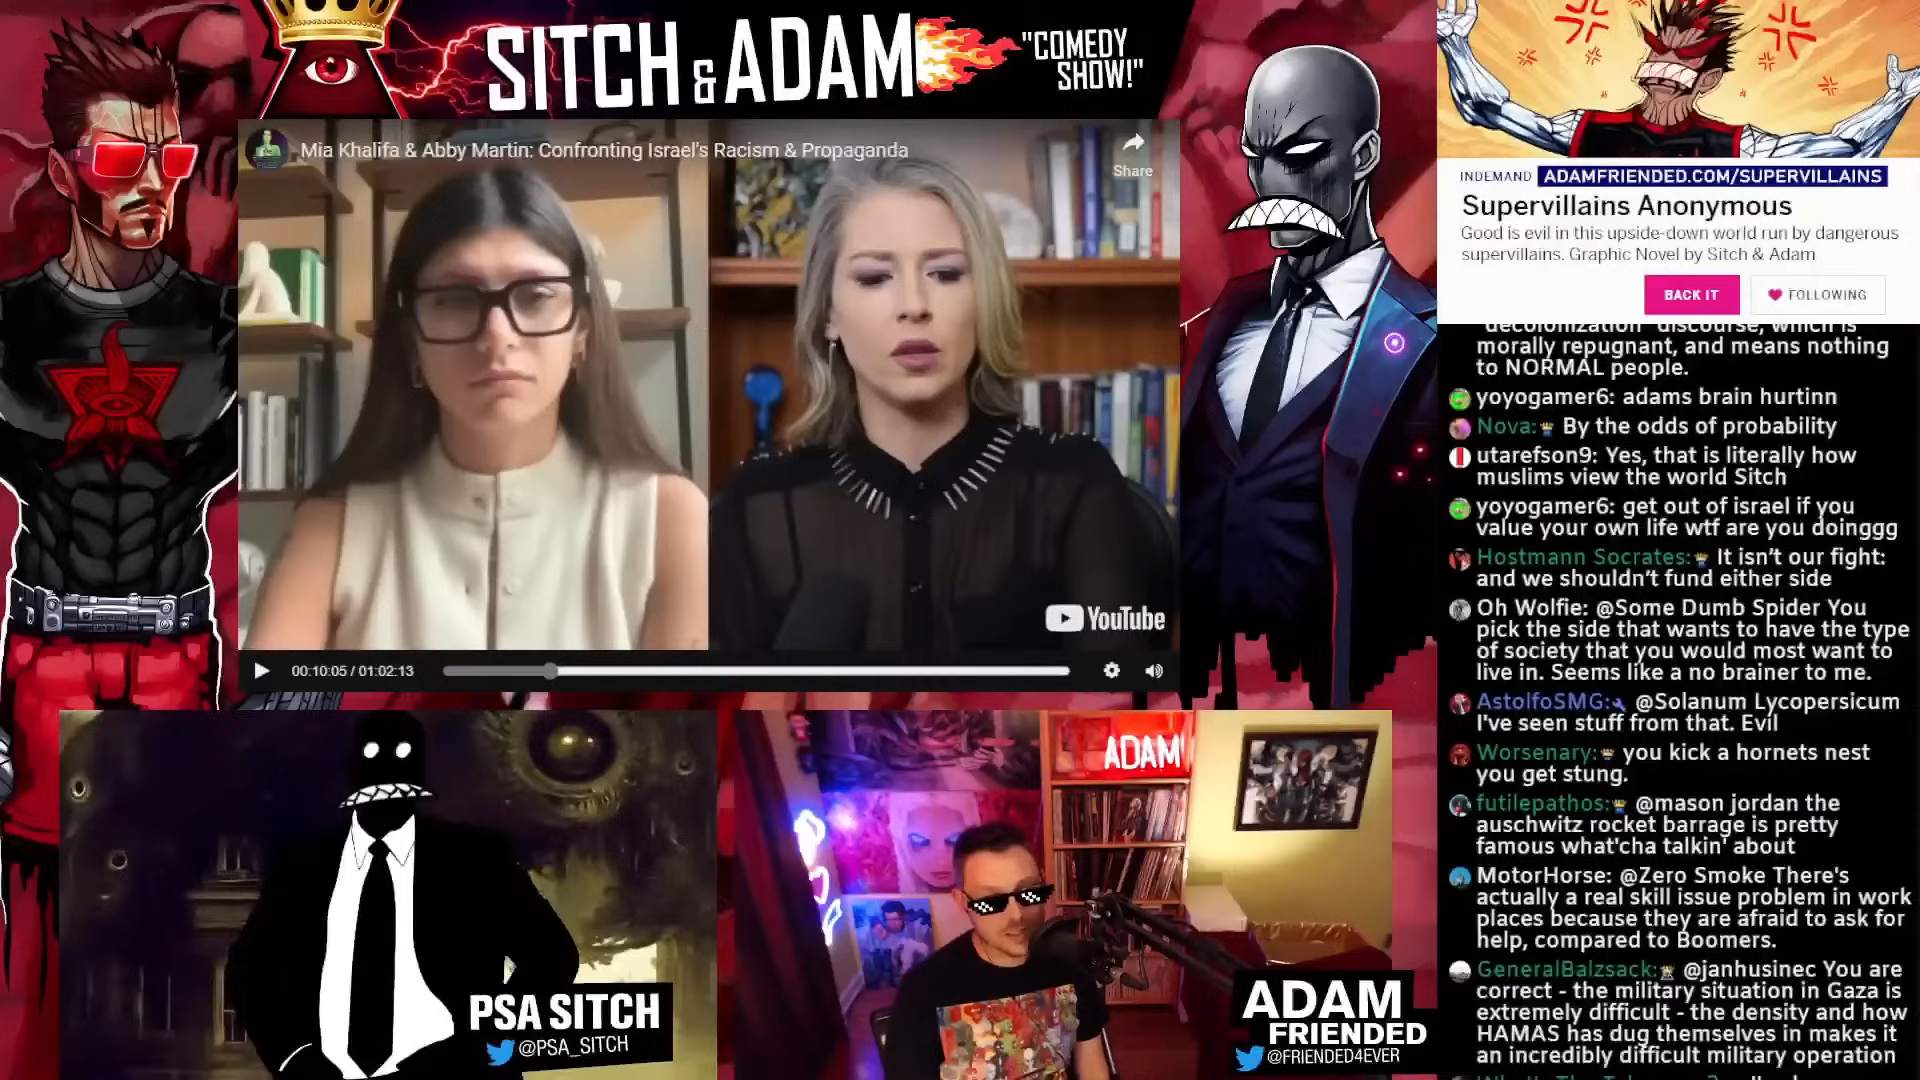 SITCH & ADAM
"COMEDY
SHOW!"
Mia Khalifa & Abby Martin: Confronting Israel's Racism & Propaganda
Share
YouTube
00:10:05 / 01:02:13
PSA SITCH
@PSA_SITCH
ADAM
ADAM
FRIENDED
@FRIENDED4EVER
INDEMAND ADAMFRIENDED.COM/SUPERVILLAINS
Supervillains Anonymous
Good is evil in this upside-down world run by dangerous
supervillains. Graphic Novel by Sitch & Adam
BACK IT
FOLLOWING
"decolonization" discourse, which is
morally repugnant, and means nothing
to NORMAL people.
yoyogamer6: adams brain hurtinn
Nova: By the odds of probability
utarefson9: Yes, that is literally how
muslims view the world Sitch
yoyogamer6: get out of israel if you
value your own life wtf are you doinggg
Hostmann Socrates: It isn't our fight:
and we shouldn't fund either side
Oh Wolfie: @Some Dumb Spider You
pick the side that wants to have the type
of society that you would most want to
live in. Seems like a no brainer to me.
AstolfoSMG: @Solanum Lycopersicum
I've seen stuff from that. Evil
Worsenary: you kick a hornets nest
you get stung.
futilepathos: @mason jordan the
auschwitz rocket barrage is pretty
famous what'cha talkin' about
MotorHorse: @Zero Smoke There's
actually a real skill issue problem in work
places because they are afraid to ask for
help, compared to Boomers.
GeneralBalzsack: @janhusinec You are
correct - the military situation in Gaza is
extremely difficult - the density and how
HAMAS has dug themselves in makes it
an incredibly difficult military operation